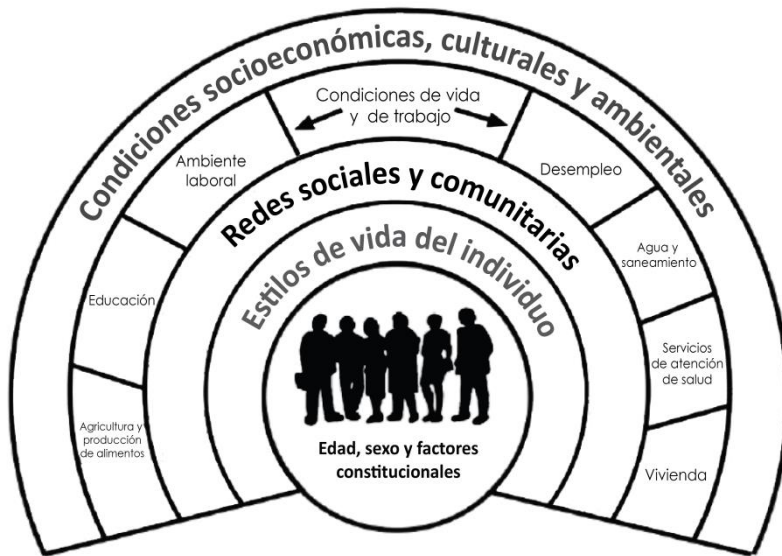 Condiciones socioeconómicas, culturales y ambientales
Condiciones de vida
y de trabajo
Ambiente
laboral
Desempleo
Redes sociales y comunitarias
Agua y
saneamiento
Estilos de vida del individuo
Educación
Servicios
de atención
de salud
Agricultura y
producción
de alimentos
Edad, sexo y factores
constitucionales
Vivienda